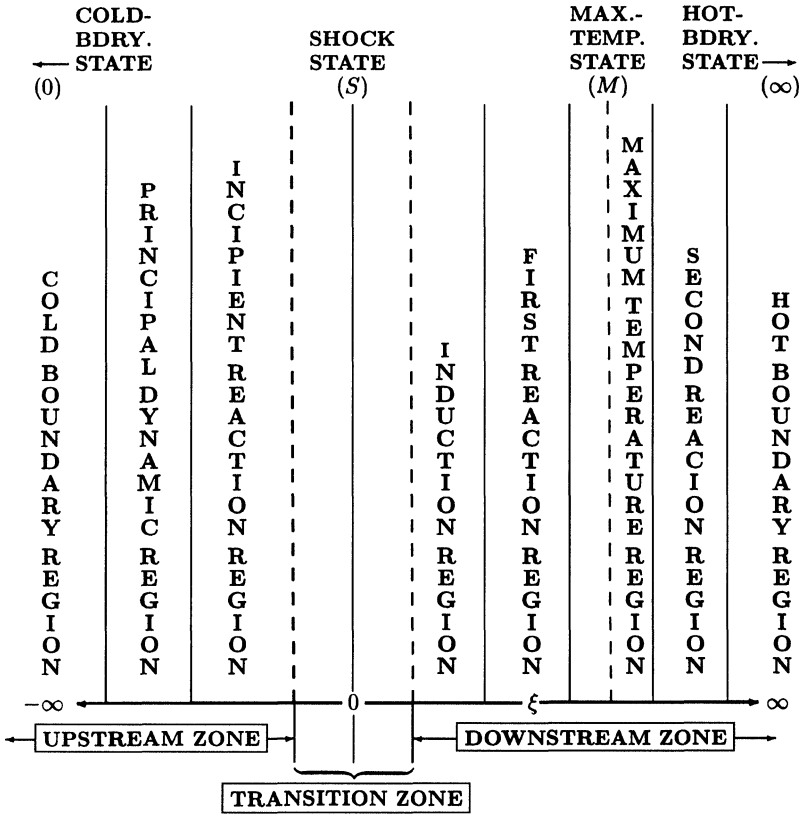 COLD-
BDRY.
STATE
(0)
SHOCK
STATE
(S)
MAX.-
TEMP.
STATE
(M)
HOT-
BDRY.
STATE
(∞)
COLD BOUNDARY REGION
PRINCIPAL DYNAMIC REGION
INCIPIENT REACTION REGION
INDUCTION REGION
FIRST REACTION REGION
MAXIMUM TEMPERATURE REGION
SECOND REACION REGION
HOT BOUNDARY REGION
−∞ 0 ξ ∞
UPSTREAM ZONE
DOWNSTREAM ZONE
TRANSITION ZONE